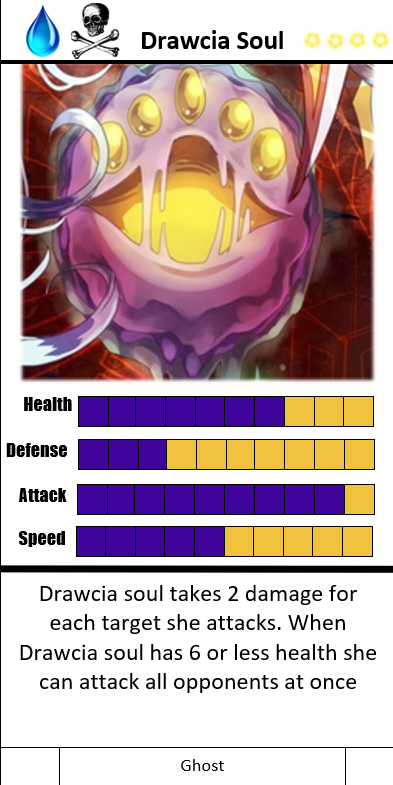 Drawcia Soul
Health
Defense
Attack
Speed
Drawcia soul takes 2 damage for
each target she attacks. When
Drawcia soul has 6 or less health she
can attack all opponents at once
Ghost